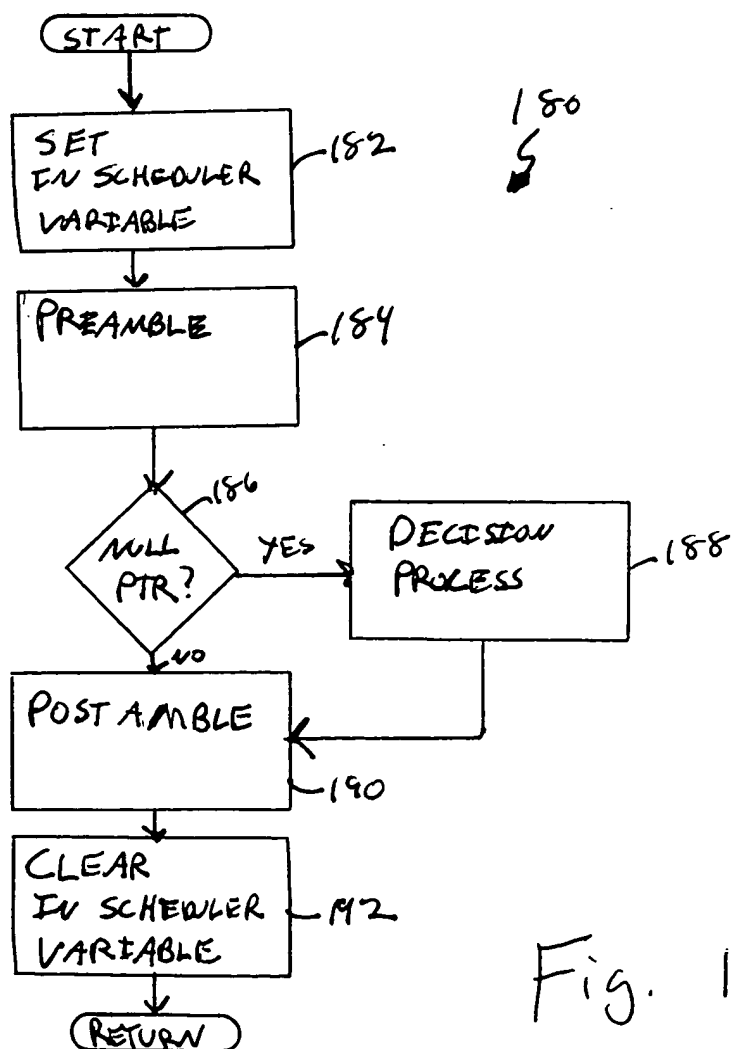 START
180
SET
IN SCHEDULER
VARIABLE
182
PREAMBLE
184
186
NULL
PTR?
YES
DECISION
PROCESS
188
NO
POSTAMBLE
190
CLEAR
IN SCHEDULER
VARIABLE
192
RETURN
Fig. 1